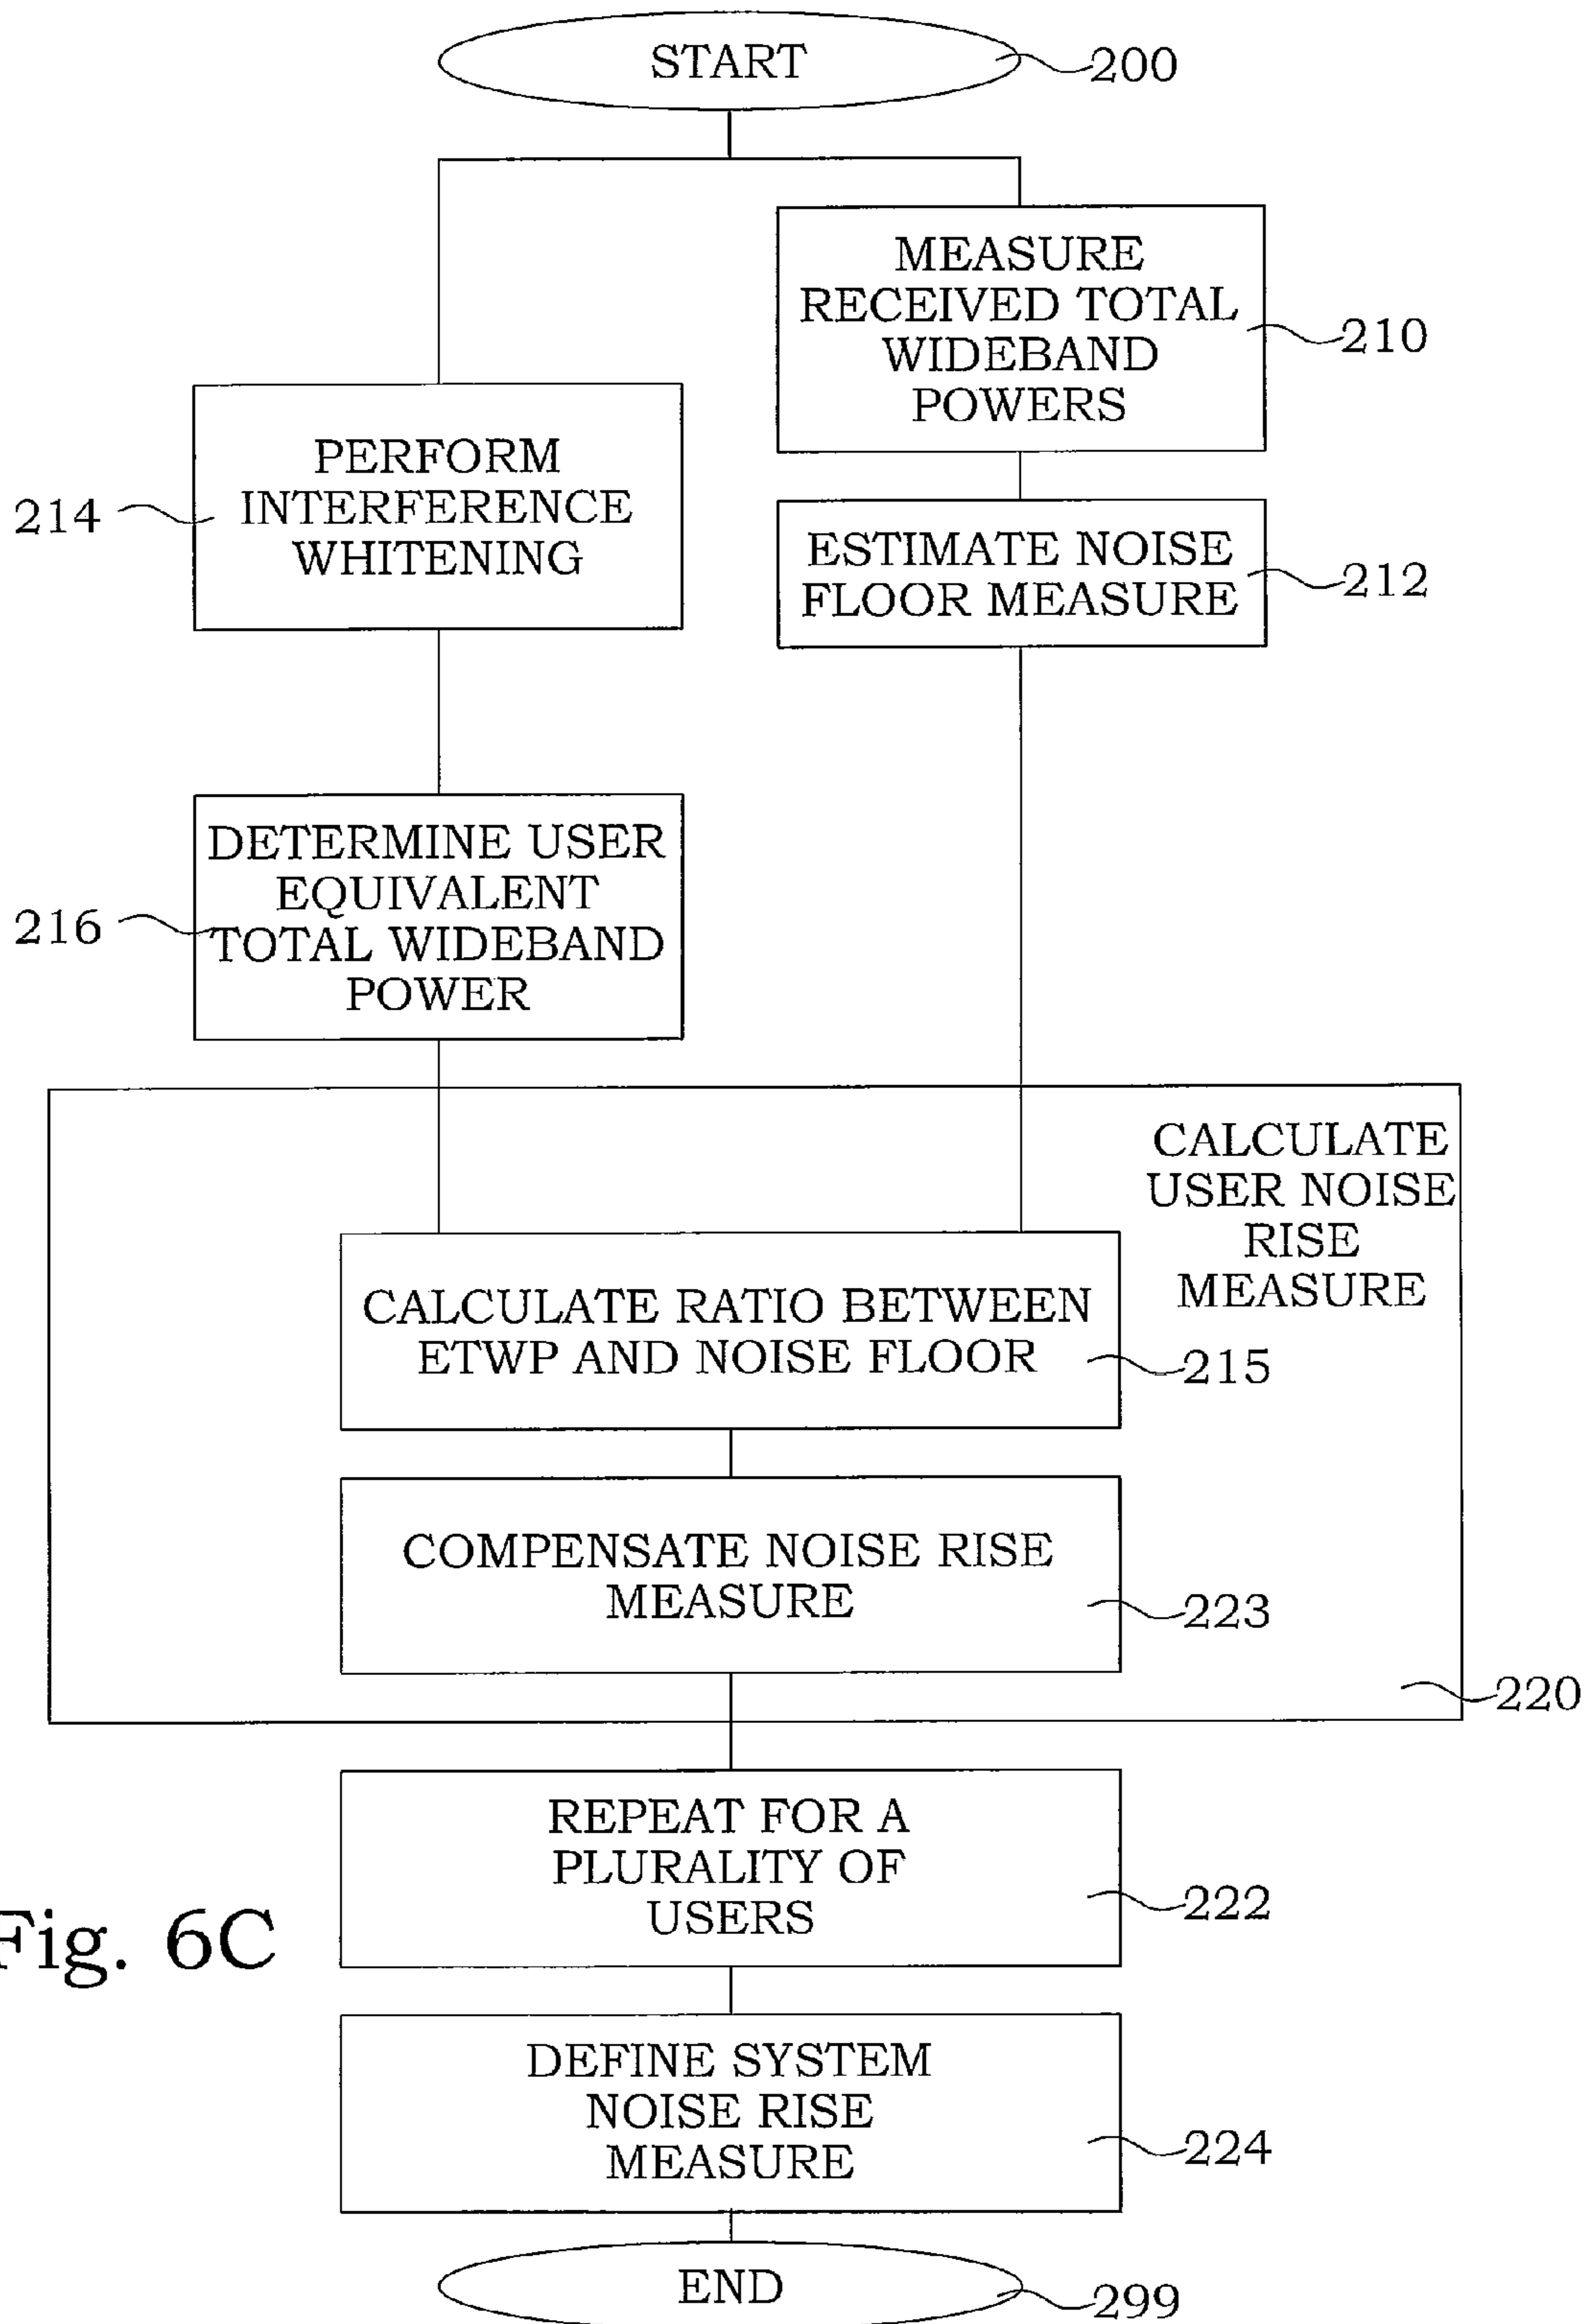 START
200
MEASURE
RECEIVED TOTAL
WIDEBAND
POWERS
210
PERFORM
INTERFERENCE
WHITENING
214
ESTIMATE NOISE
FLOOR MEASURE
212
DETERMINE USER
EQUIVALENT
TOTAL WIDEBAND
POWER
216
CALCULATE
USER NOISE
RISE
MEASURE
CALCULATE RATIO BETWEEN
ETWP AND NOISE FLOOR
215
COMPENSATE NOISE RISE
MEASURE
223
220
REPEAT FOR A
PLURALITY OF
USERS
222
Fig. 6C
DEFINE SYSTEM
NOISE RISE
MEASURE
224
END
299